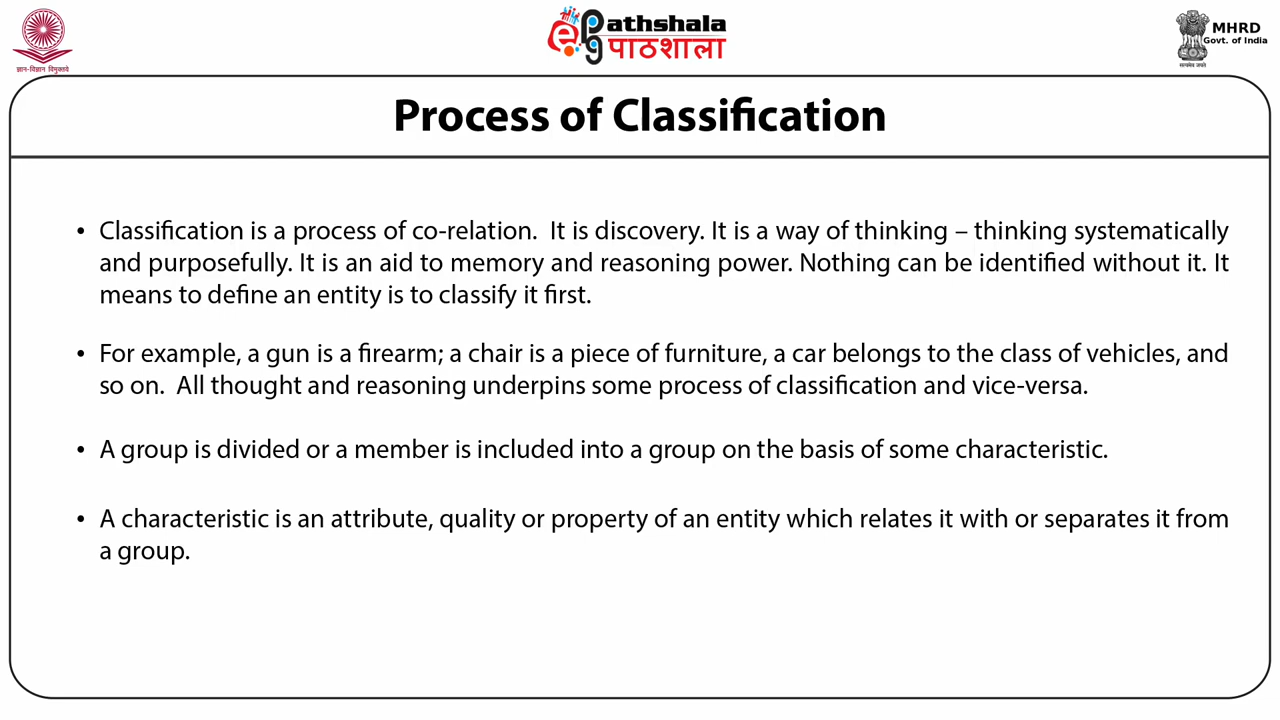 ज्ञान-विज्ञान विमुक्तये
ePG Pathshala
पाठशाला
MHRD
Govt. of India
सत्यमेव जयते
Process of Classification
• Classification is a process of co-relation.  It is discovery. It is a way of thinking – thinking systematically
and purposefully. It is an aid to memory and reasoning power. Nothing can be identified without it. It
means to define an entity is to classify it first.
• For example, a gun is a firearm; a chair is a piece of furniture, a car belongs to the class of vehicles, and
so on.  All thought and reasoning underpins some process of classification and vice-versa.
• A group is divided or a member is included into a group on the basis of some characteristic.
• A characteristic is an attribute, quality or property of an entity which relates it with or separates it from
a group.